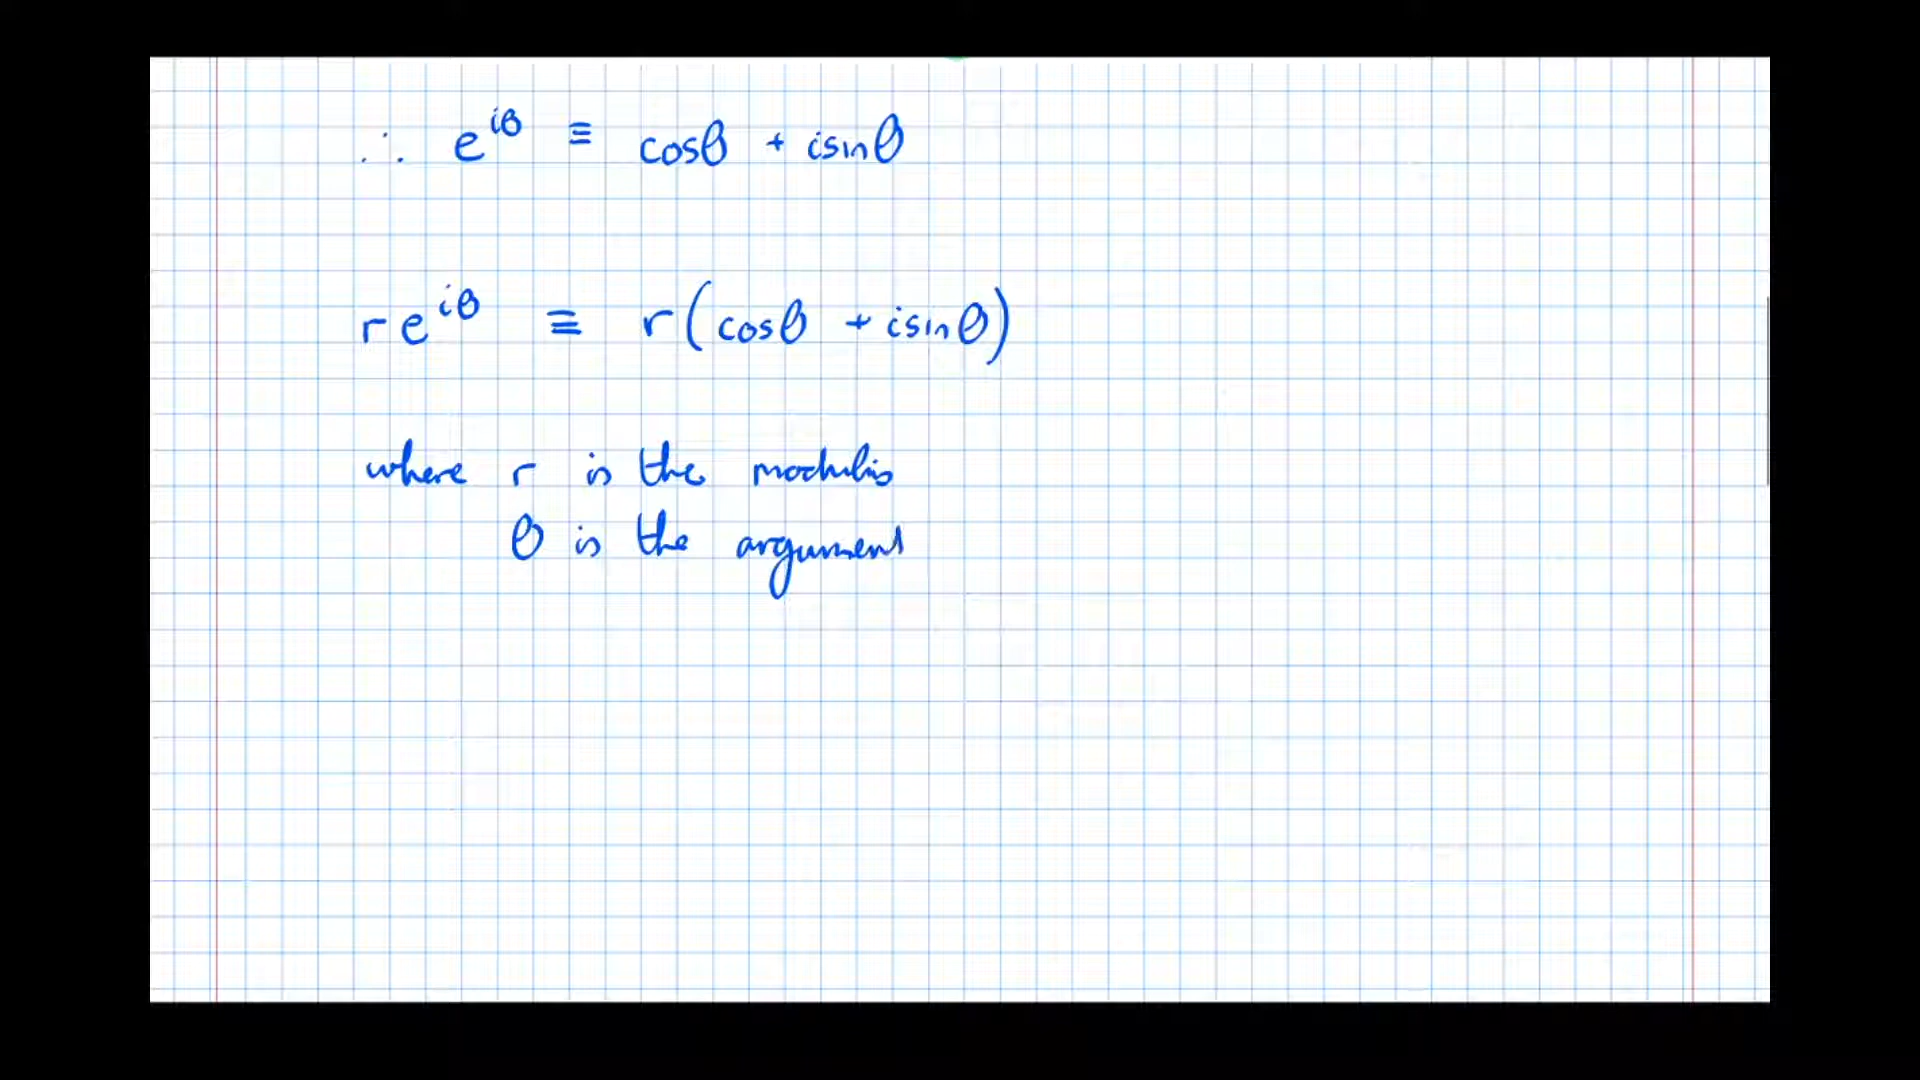 ∴ e^{iθ} ≡ cosθ + isinθ
re^{iθ} ≡ r(cosθ + isinθ)
where r is the modulus
θ is the argument